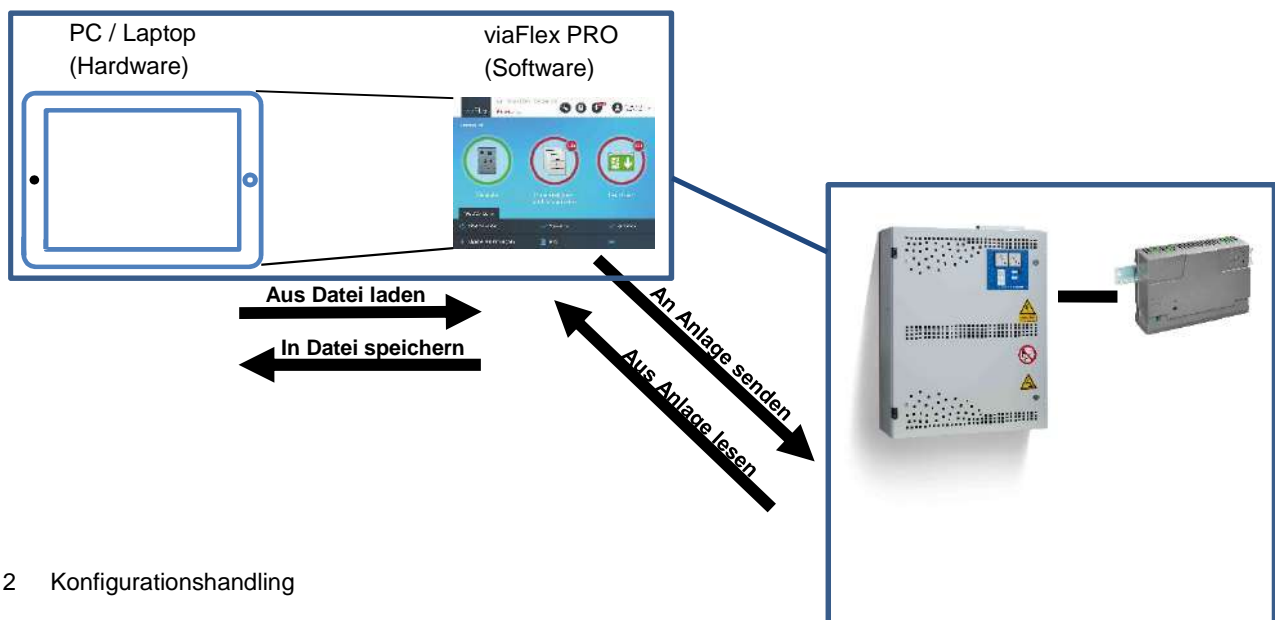 PC / Laptop
(Hardware)
viaFlex PRO
(Software)
Aus Datei laden
In Datei speichern
An Anlage senden
Aus Anlage lesen
2 Konfigurationshandling